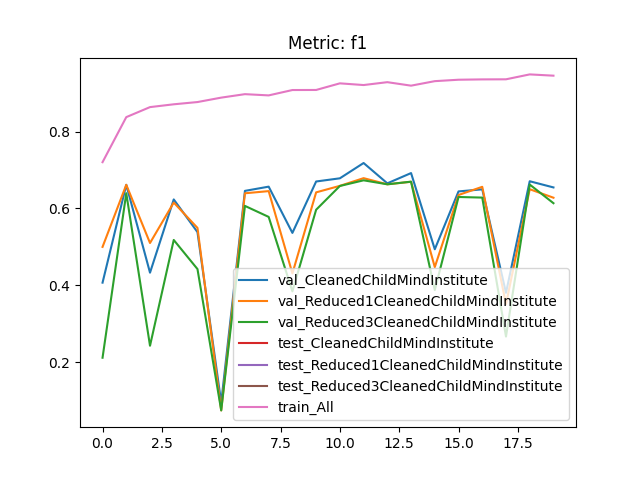 Metric: f1
0.8
0.6
0.4
0.2
val_CleanedChildMindInstitute
val_Reduced1CleanedChildMindInstitute
val_Reduced3CleanedChildMindInstitute
test_CleanedChildMindInstitute
test_Reduced1CleanedChildMindInstitute
test_Reduced3CleanedChildMindInstitute
train_All
0.0 2.5 5.0 7.5 10.0 12.5 15.0 17.5